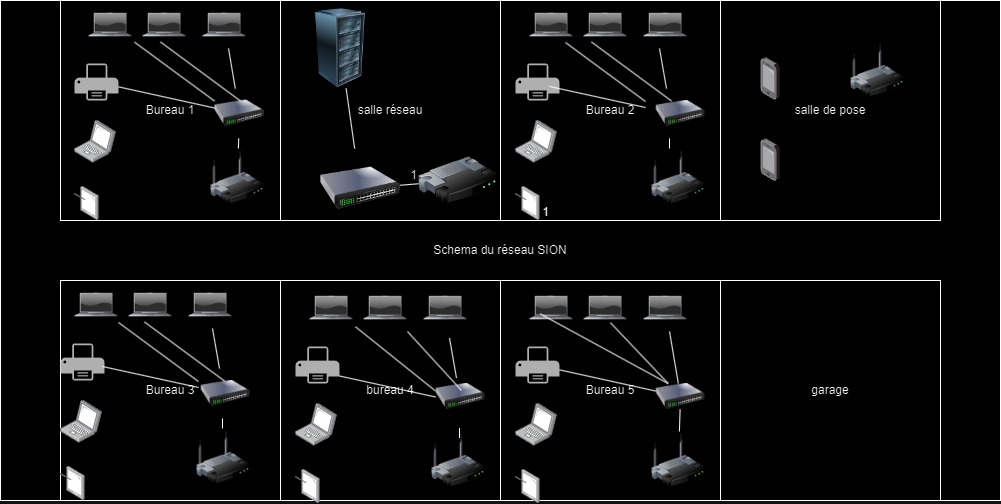 Bureau 1
salle réseau
Bureau 2
salle de pose
1
1
Schema du réseau SION
Bureau 3
bureau 4
Bureau 5
garage